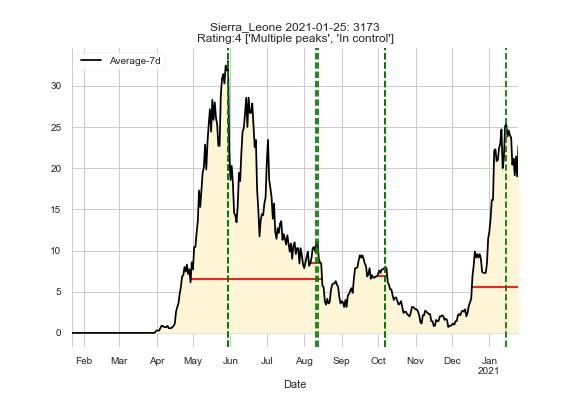 Sierra_Leone 2021-01-25: 3173
Rating:4 ['Multiple peaks', 'In control']
Average-7d
30
25
20
15
10
5
0
Feb Mar Apr May Jun Jul Aug Sep Oct Nov Dec Jan
2021
Date